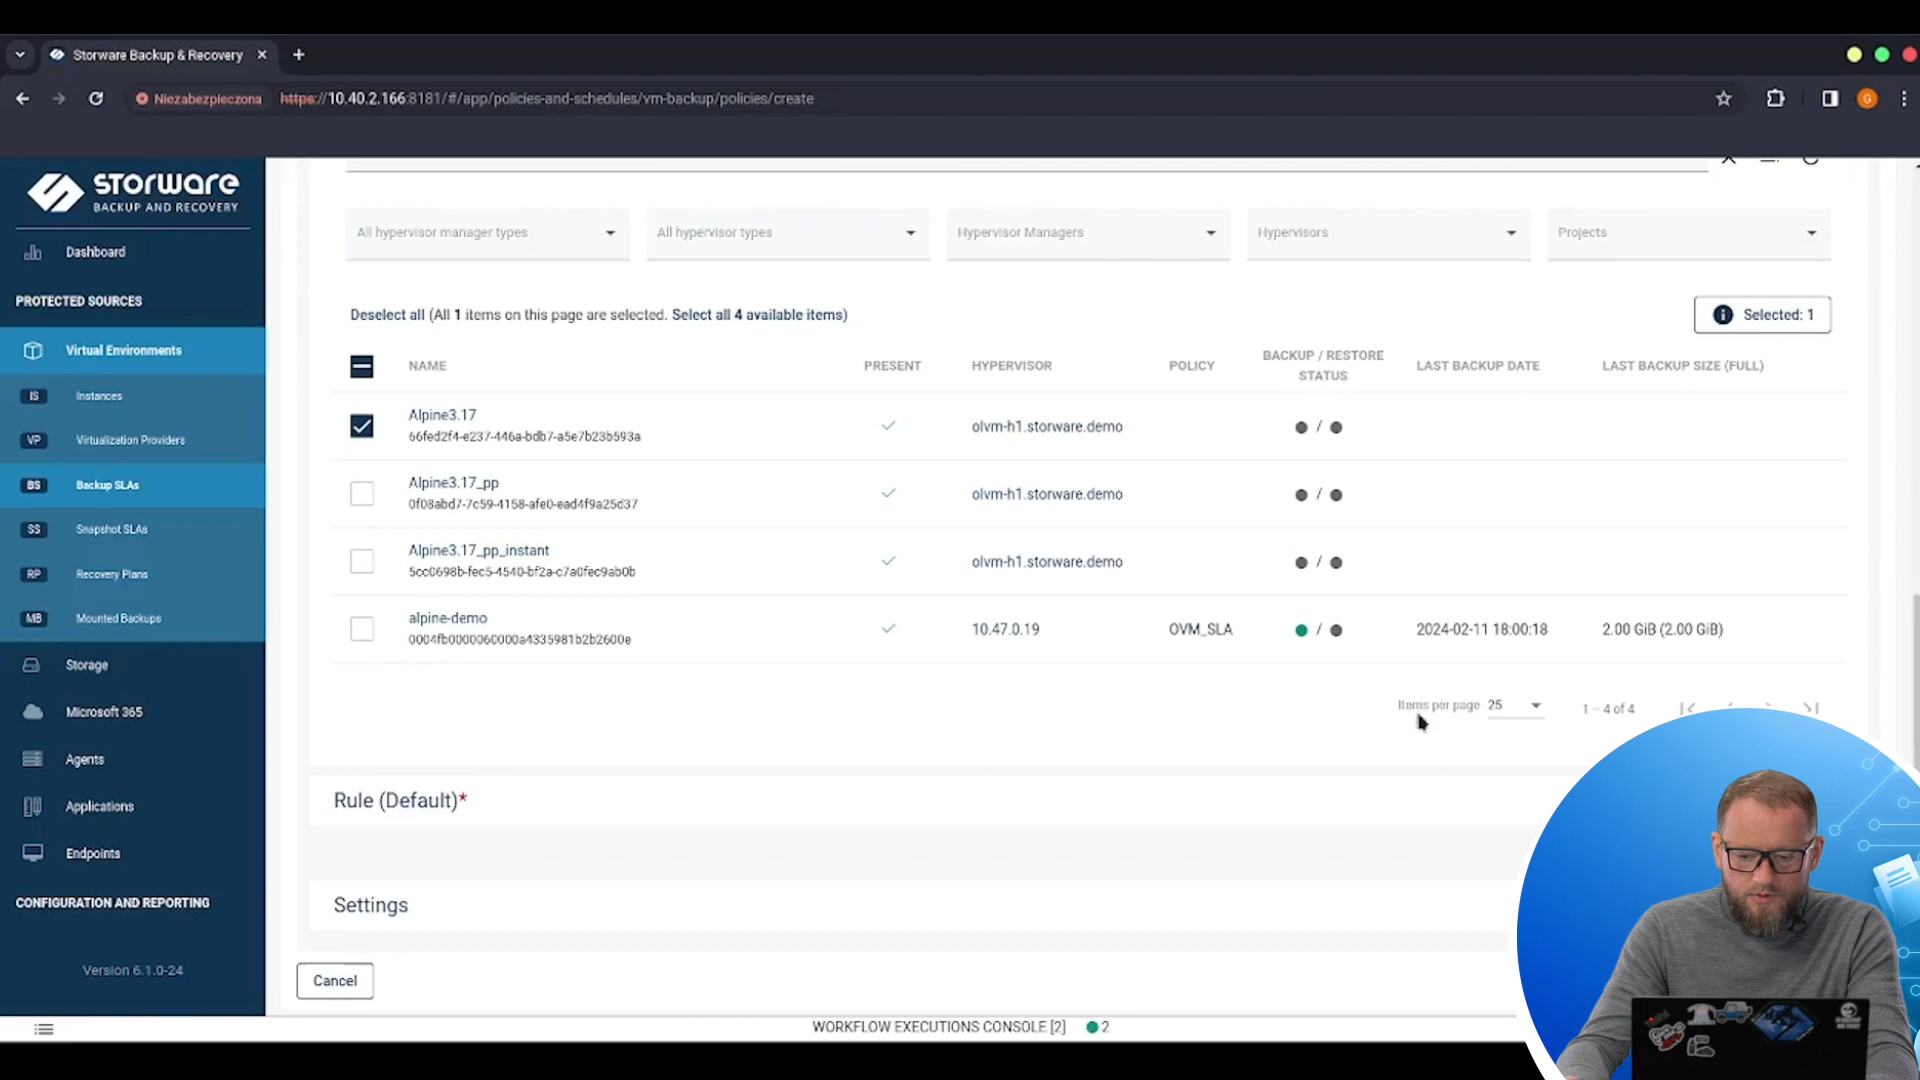 Storware Backup & Recovery
Niezabezpieczona https://10.40.2.166:8181/#/app/policies-and-schedules/vm-backup/policies/create
G
storware
BACKUP AND RECOVERY
Dashboard
PROTECTED SOURCES
Virtual Environments
IS Instances
VP Virtualization Providers
BS Backup SLAs
SS Snapshot SLAs
RP Recovery Plans
MB Mounted Backups
Storage
Microsoft 365
Agents
Applications
Endpoints
CONFIGURATION AND REPORTING
Version 6.1.0-24
All hypervisor manager types
All hypervisor types
Hypervisor Managers
Hypervisors
Projects
Deselect all (All 1 items on this page are selected. Select all 4 available items)
Selected: 1
NAME PRESENT HYPERVISOR POLICY BACKUP / RESTORE STATUS LAST BACKUP DATE LAST BACKUP SIZE (FULL)
Alpine3.17
66fed2f4-e237-446a-bdb7-a5e7b23b593a
olvm-h1.storware.demo /
Alpine3.17_pp
0f08abd7-7c59-4158-afe0-ead4f9a25d37
olvm-h1.storware.demo /
Alpine3.17_pp_instant
5cc0698b-fec5-4540-bf2a-c7a0fec9ab0b
olvm-h1.storware.demo /
alpine-demo
0004fb0000060000a4335981b2b2600e
10.47.0.19 OVM_SLA / 2024-02-11 18:00:18 2.00 GiB (2.00 GiB)
Items per page 25 1 – 4 of 4
Rule (Default)*
Settings
Cancel
WORKFLOW EXECUTIONS CONSOLE [2] 2